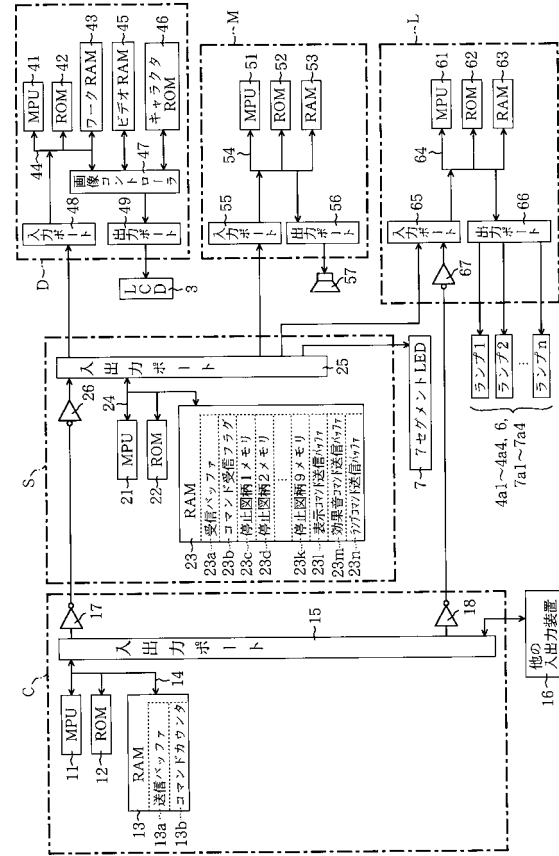 C
11
MPU
12
ROM
13
RAM
13a
送信バッファ
13b
コマンドカウンタ
14
入出力ポート
15
17
18
他の入出力装置
16
S
26
入出力ポート
25
24
21
MPU
22
ROM
23
RAM
23a
受信バッファ
23b
コマンド受信フラグ
23c
停止図柄1メモリ
23d
停止図柄2メモリ
⋮
23k
停止図柄9メモリ
23l
表示コマンド送信バッファ
23m
効果音コマンド送信バッファ
23n
ランプコマンド送信バッファ
7
7セグメントLED
D
44
MPU
41
ROM
42
ワークRAM
43
ビデオRAM
45
キャラクタROM
46
画像コントローラ
47
入力ポート
48
出力ポート
49
LCD
3
M
MPU
51
ROM
52
RAM
53
54
入力ポート
55
出力ポート
56
57
L
MPU
61
ROM
62
RAM
63
64
入力ポート
65
出力ポート
66
67
ランプ1
ランプ2
⋮
ランプn
4a1~4a4, 6,
7a1~7a4